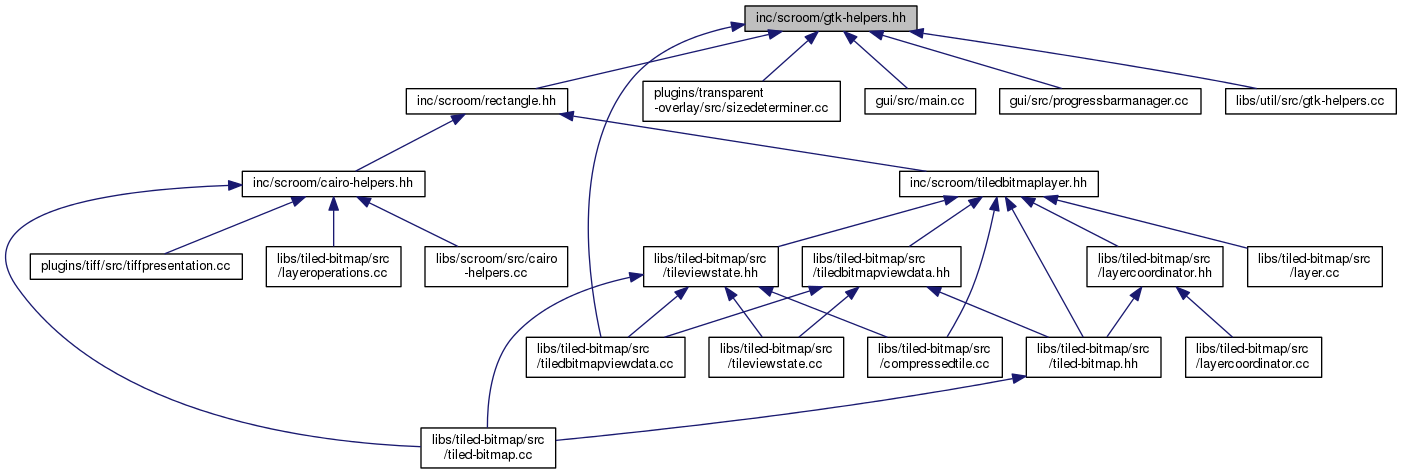 inc/scroom/gtk-helpers.hh
inc/scroom/rectangle.hh
plugins/transparent
-overlay/src/sizedeterminer.cc
gui/src/main.cc
gui/src/progressbarmanager.cc
libs/util/src/gtk-helpers.cc
inc/scroom/cairo-helpers.hh
inc/scroom/tiledbitmaplayer.hh
plugins/tiff/src/tiffpresentation.cc
libs/tiled-bitmap/src
/layeroperations.cc
libs/scroom/src/cairo
-helpers.cc
libs/tiled-bitmap/src
/tileviewstate.hh
libs/tiled-bitmap/src
/tiledbitmapviewdata.hh
libs/tiled-bitmap/src
/layercoordinator.hh
libs/tiled-bitmap/src
/layer.cc
libs/tiled-bitmap/src
/tiledbitmapviewdata.cc
libs/tiled-bitmap/src
/tileviewstate.cc
libs/tiled-bitmap/src
/compressedtile.cc
libs/tiled-bitmap/src
/tiled-bitmap.hh
libs/tiled-bitmap/src
/layercoordinator.cc
libs/tiled-bitmap/src
/tiled-bitmap.cc